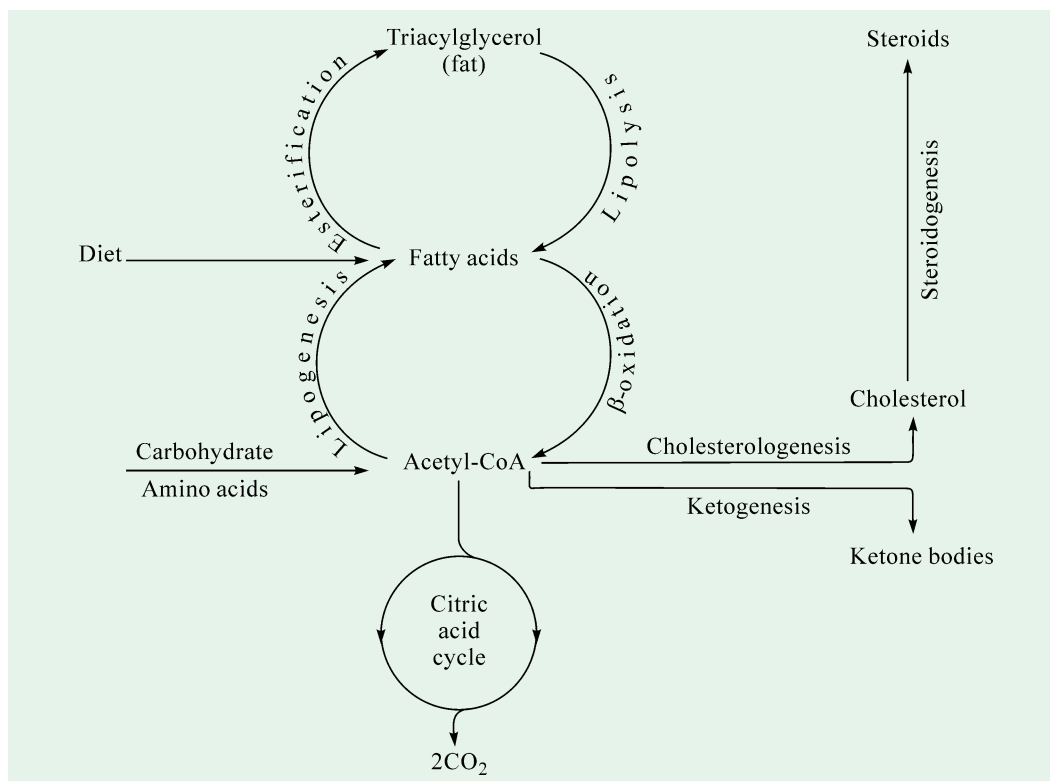 Triacylglycerol
(fat)
Steroids
Esterification
Lipolysis
Steroidogenesis
Diet
Fatty acids
Lipogenesis
β-oxidation
Cholesterol
Carbohydrate
Amino acids
Acetyl-CoA
Cholesterologenesis
Ketogenesis
Ketone bodies
Citric
acid
cycle
2CO₂